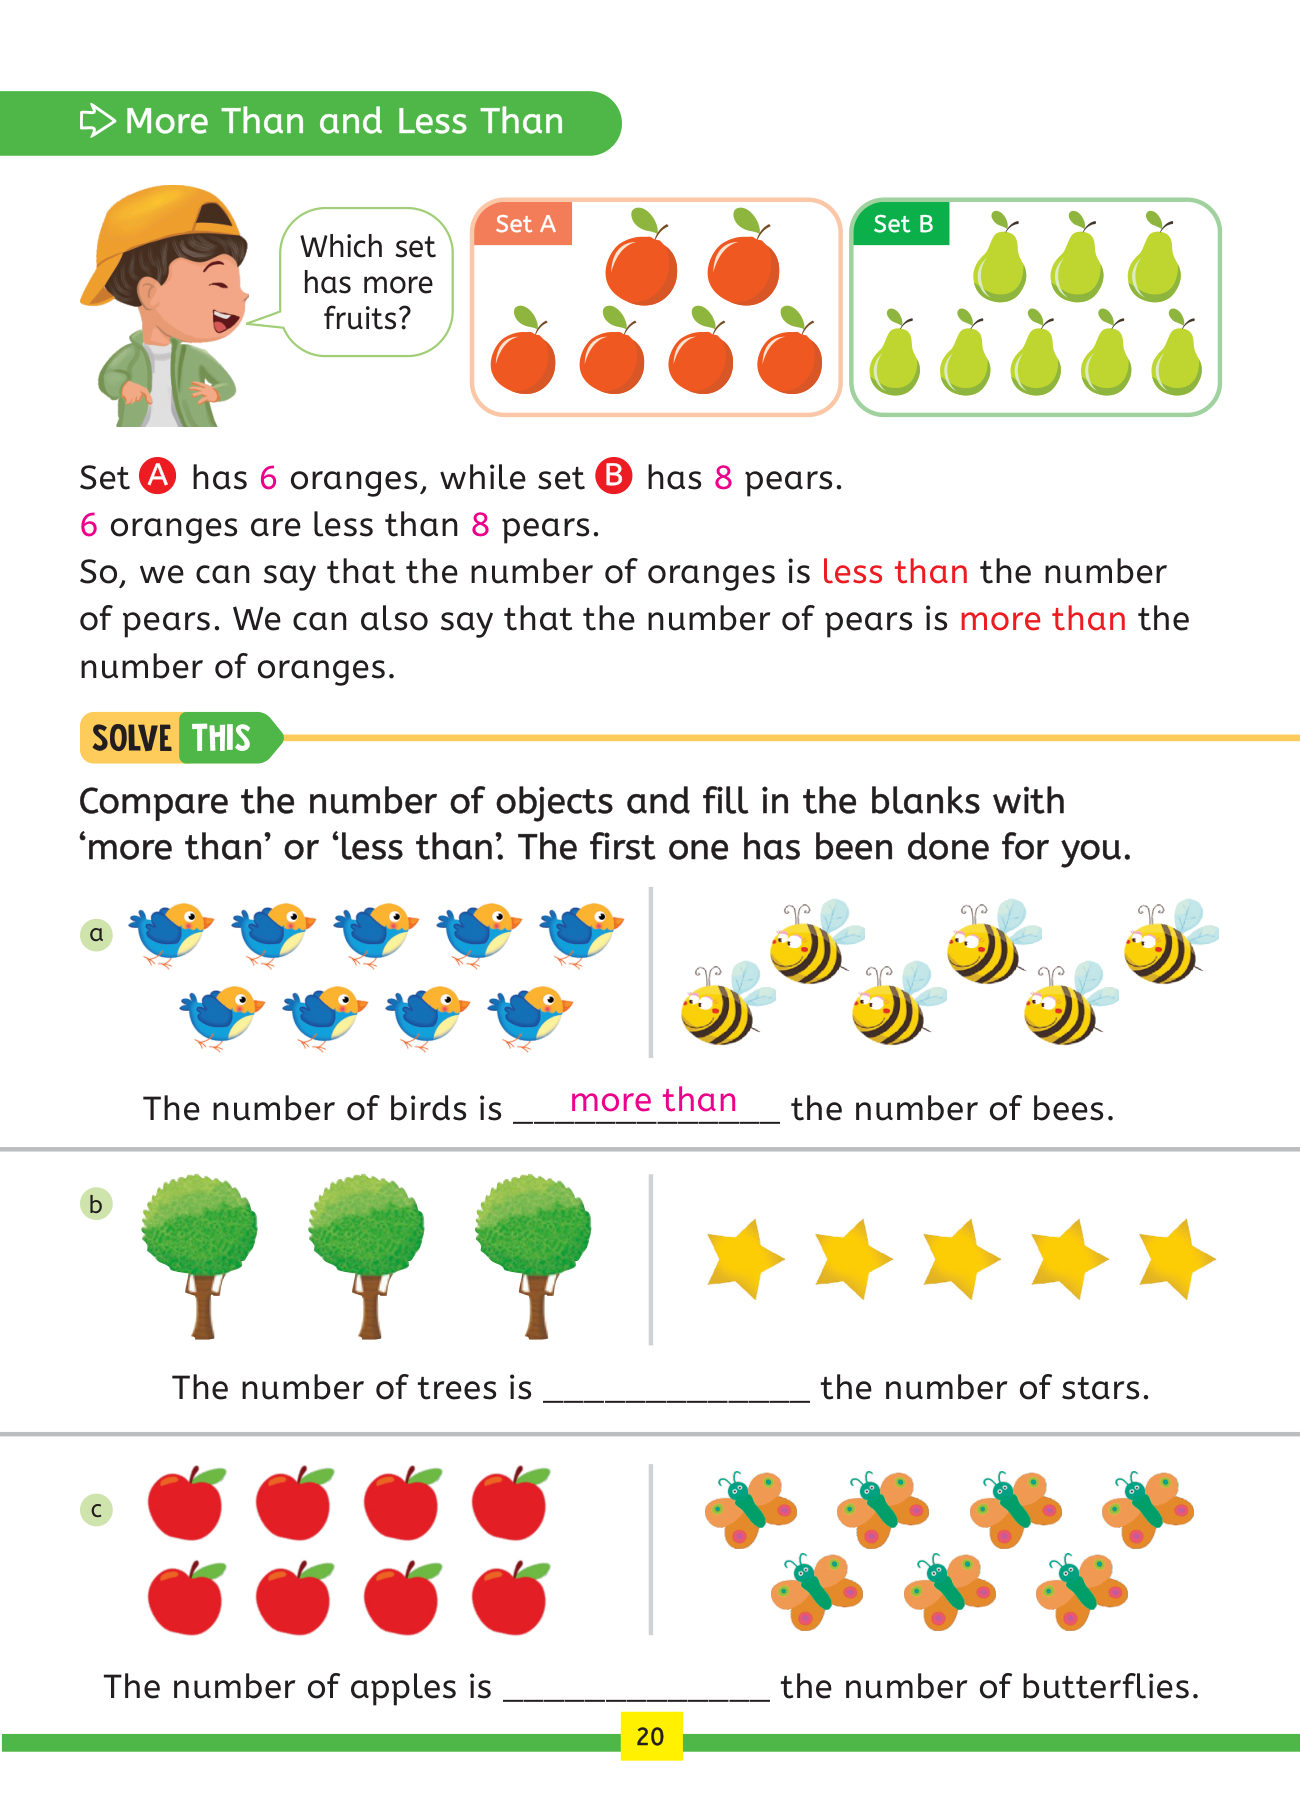 More Than and Less Than
Which set
has more
fruits?
Set A
Set B
Set A has 6 oranges, while set B has 8 pears.
6 oranges are less than 8 pears.
So, we can say that the number of oranges is less than the number
of pears. We can also say that the number of pears is more than the
number of oranges.
SOLVE THIS
Compare the number of objects and fill in the blanks with
‘more than’ or ‘less than’. The first one has been done for you.
a
The number of birds is more than the number of bees.
b
The number of trees is _____________ the number of stars.
c
The number of apples is _____________ the number of butterflies.
20